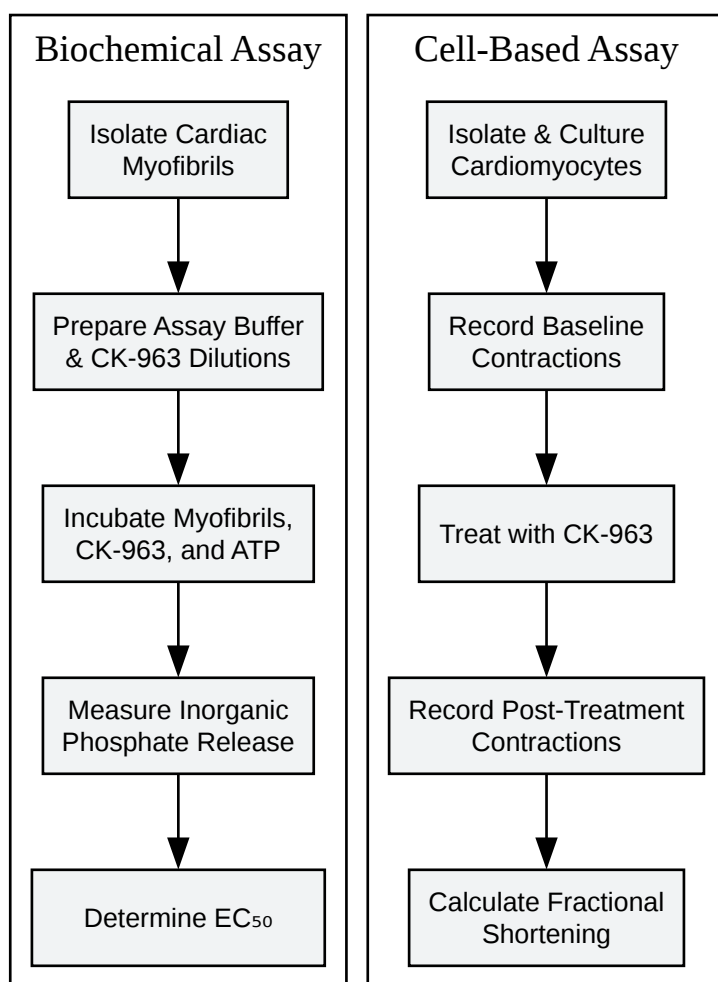 Biochemical Assay
Isolate Cardiac
Myofibrils
Prepare Assay Buffer
& CK-963 Dilutions
Incubate Myofibrils,
CK-963, and ATP
Measure Inorganic
Phosphate Release
Determine EC₅₀
Cell-Based Assay
Isolate & Culture
Cardiomyocytes
Record Baseline
Contractions
Treat with CK-963
Record Post-Treatment
Contractions
Calculate Fractional
Shortening